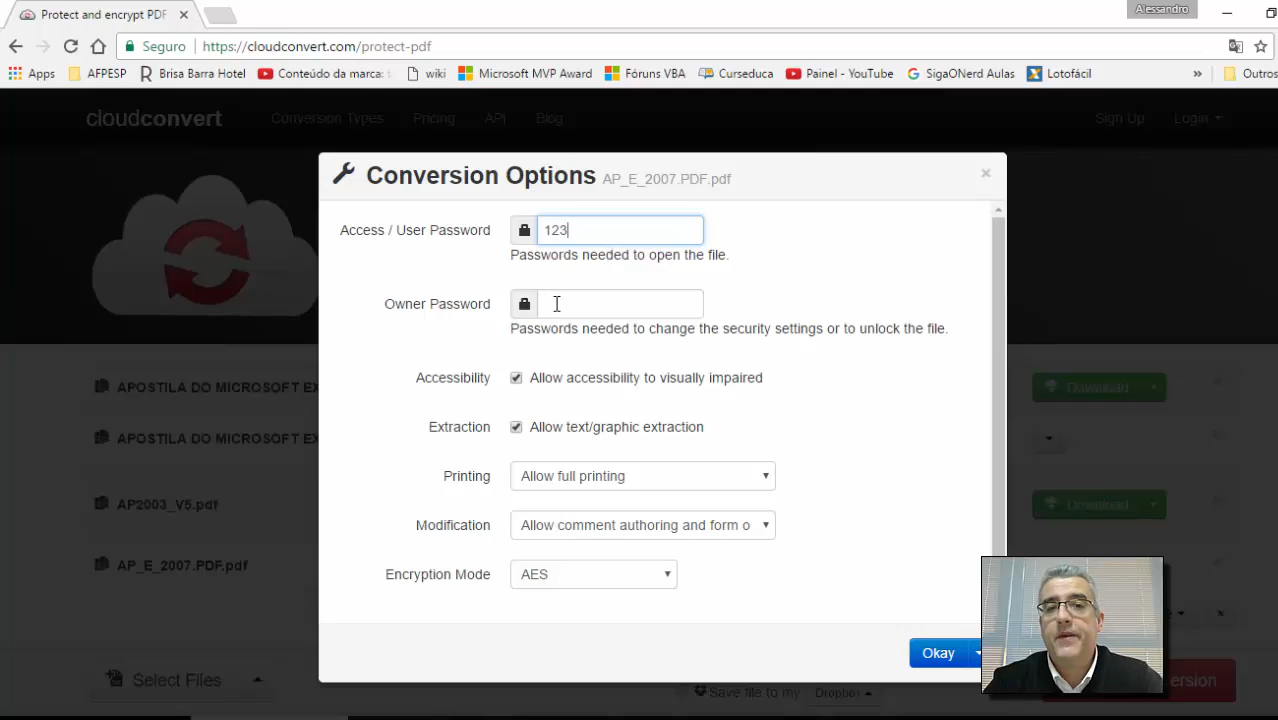 Protect and encrypt PDF
Alessandro
Seguro
https://cloudconvert.com/protect-pdf
Apps AFPESP Brisa Barra Hotel Conteúdo da marca: wiki Microsoft MVP Award Fóruns VBA Curseduca Painel - YouTube SigaONerd Aulas Lotofácil » Outros
cloudconvert Conversion Types Pricing API Blog Sign Up Login
Conversion Options AP_E_2007.PDF.pdf ×
Access / User Password 123
Passwords needed to open the file.
Owner Password
Passwords needed to change the security settings or to unlock the file.
Accessibility Allow accessibility to visually impaired
APOSTILA DO MICROSOFT EX Download
Extraction Allow text/graphic extraction
APOSTILA DO MICROSOFT EX
Printing Allow full printing
AP2003_V5.pdf Download
Modification Allow comment authoring and form o
AP_E_2007.PDF.pdf
Encryption Mode AES
Okay
Select Files
Save file to my Dropbox